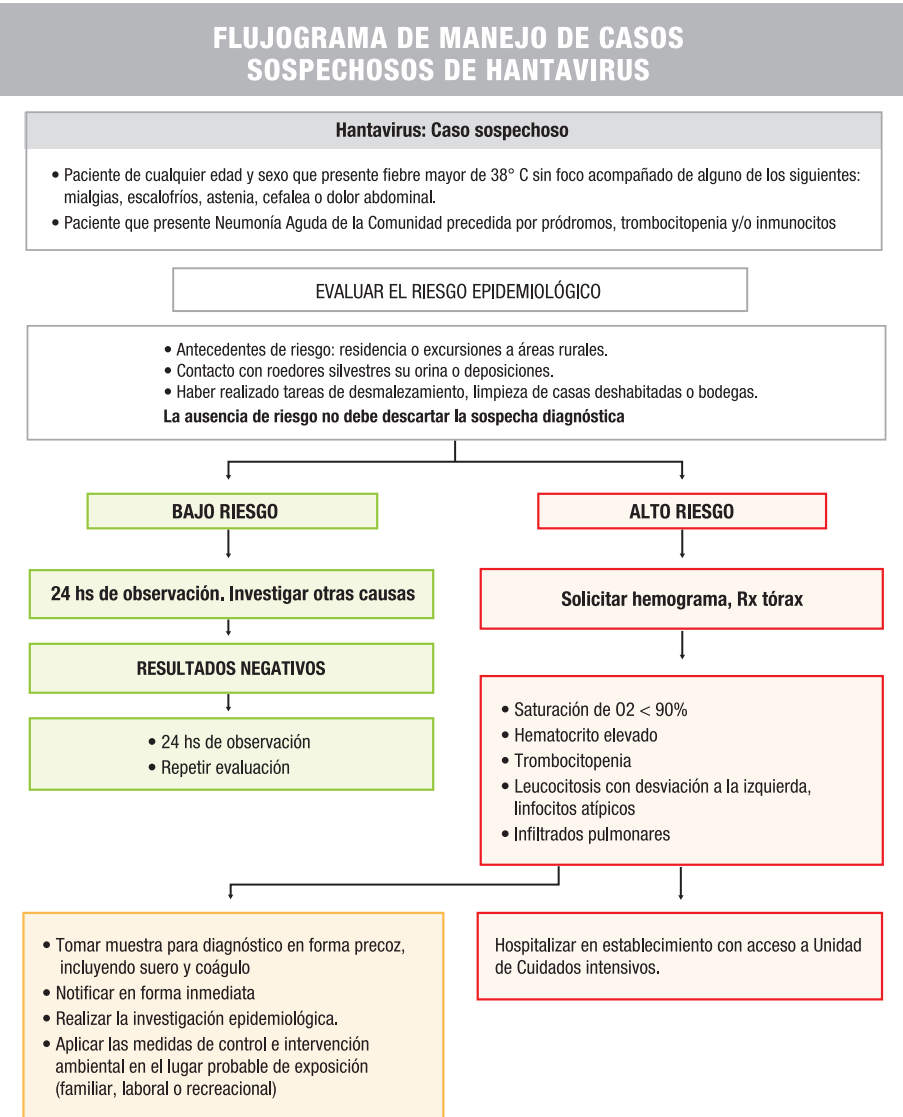 FLUJOGRAMA DE MANEJO DE CASOS
SOSPECHOSOS DE HANTAVIRUS
Hantavirus: Caso sospechoso
• Paciente de cualquier edad y sexo que presente fiebre mayor de 38° C sin foco acompañado de alguno de los siguientes:
mialgias, escalofríos, astenia, cefalea o dolor abdominal.
• Paciente que presente Neumonía Aguda de la Comunidad precedida por pródromos, trombocitopenia y/o inmunocitos
EVALUAR EL RIESGO EPIDEMIOLÓGICO
• Antecedentes de riesgo: residencia o excursiones a áreas rurales.
• Contacto con roedores silvestres su orina o deposiciones.
• Haber realizado tareas de desmalezamiento, limpieza de casas deshabitadas o bodegas.
La ausencia de riesgo no debe descartar la sospecha diagnóstica
BAJO RIESGO
24 hs de observación. Investigar otras causas
RESULTADOS NEGATIVOS
• 24 hs de observación
• Repetir evaluación
ALTO RIESGO
Solicitar hemograma, Rx tórax
• Saturación de O2 < 90%
• Hematocrito elevado
• Trombocitopenia
• Leucocitosis con desviación a la izquierda,
linfocitos atípicos
• Infiltrados pulmonares
• Tomar muestra para diagnóstico en forma precoz,
incluyendo suero y coágulo
• Notificar en forma inmediata
• Realizar la investigación epidemiológica.
• Aplicar las medidas de control e intervención
ambiental en el lugar probable de exposición
(familiar, laboral o recreacional)
Hospitalizar en establecimiento con acceso a Unidad
de Cuidados intensivos.